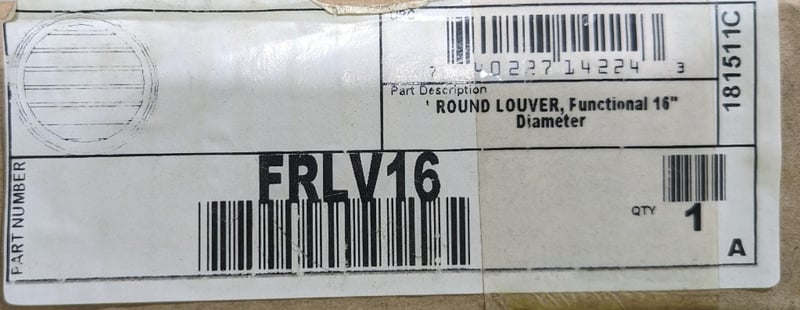 7 40227 14224 3
181511C
Part Description
' ROUND LOUVER, Functional 16"
Diameter
PART NUMBER
FRLV16
QTY
1
A